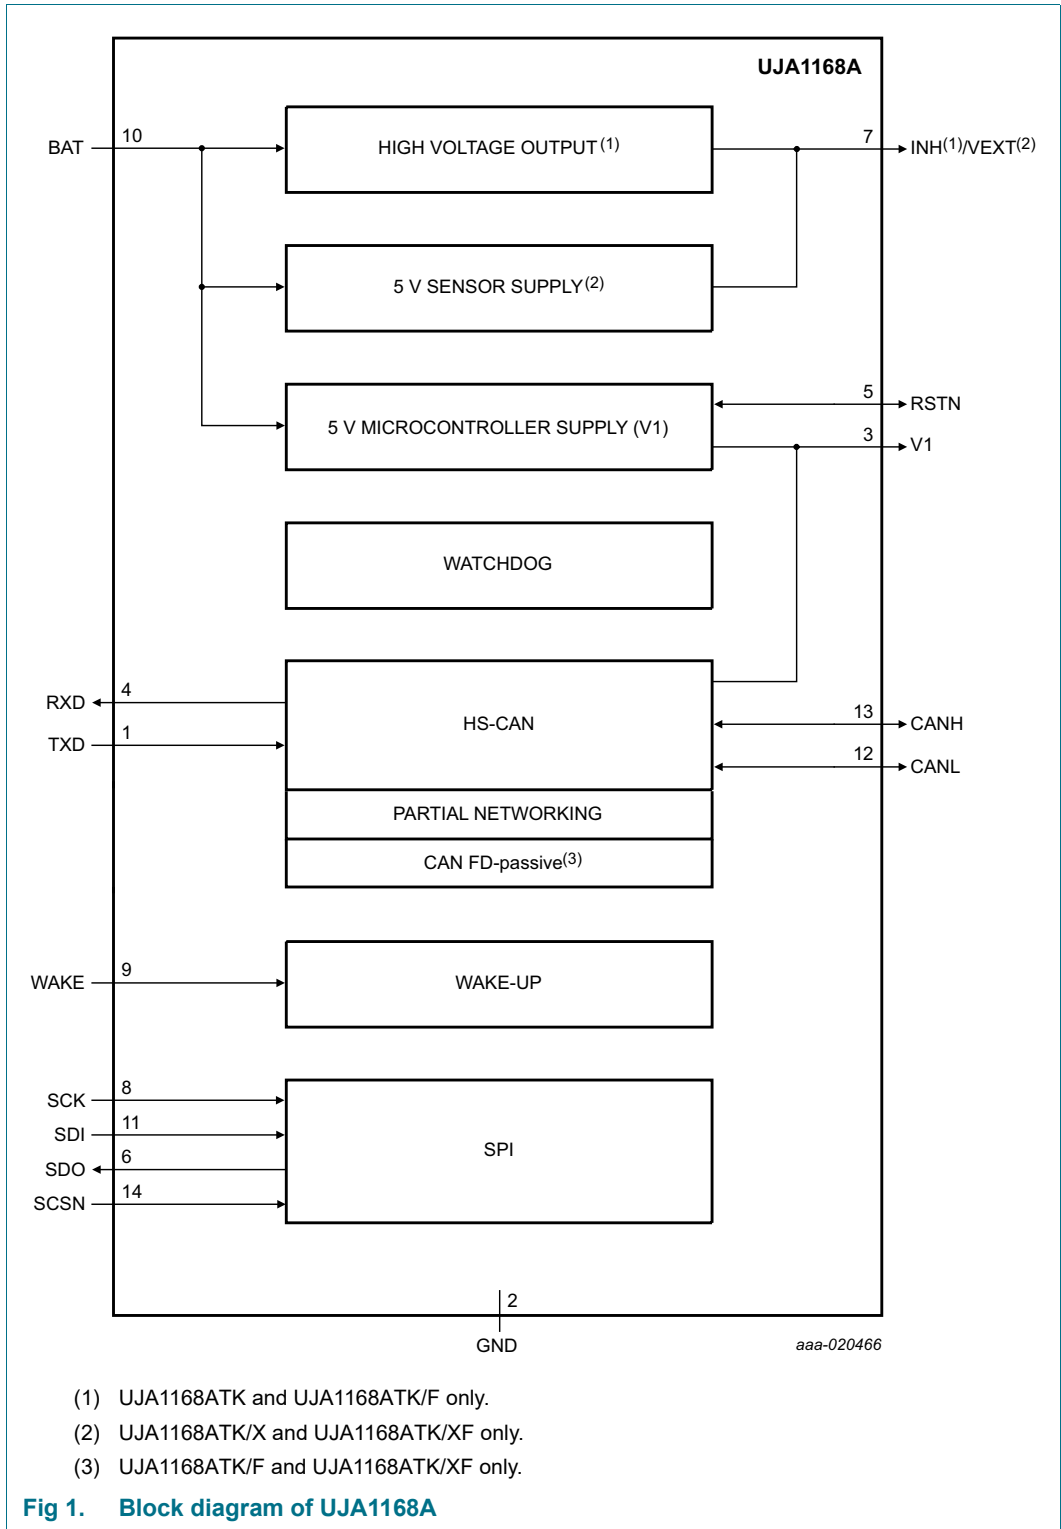 UJA1168A
BAT 10 HIGH VOLTAGE OUTPUT(1) 7 INH(1)/VEXT(2)
5 V SENSOR SUPPLY(2)
5 V MICROCONTROLLER SUPPLY (V1) 5 RSTN
3 V1
WATCHDOG
RXD 4
TXD 1
HS-CAN
13 CANH
12 CANL
PARTIAL NETWORKING
CAN FD-passive(3)
WAKE 9 WAKE-UP
SCK 8
SDI 11
SDO 6
SCSN 14
SPI
2
GND
aaa-020466
(1) UJA1168ATK and UJA1168ATK/F only.
(2) UJA1168ATK/X and UJA1168ATK/XF only.
(3) UJA1168ATK/F and UJA1168ATK/XF only.
Fig 1. Block diagram of UJA1168A